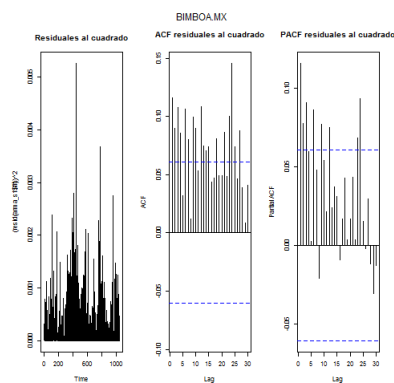 BIMBOA.MX
Residuales al cuadrado
ACF residuales al cuadrado
PACF residuales al cuadrado
0.005
0.004
0.003
0.002
0.001
0.000
0 200 600 1000
Time
0.15
0.10
0.05
0.00
-0.05
-0.10
ACF
0 5 10 15 20 25 30
Lag
0.10
0.05
0.00
-0.05
Partial ACF
0 5 10 15 20 25 30
Lag